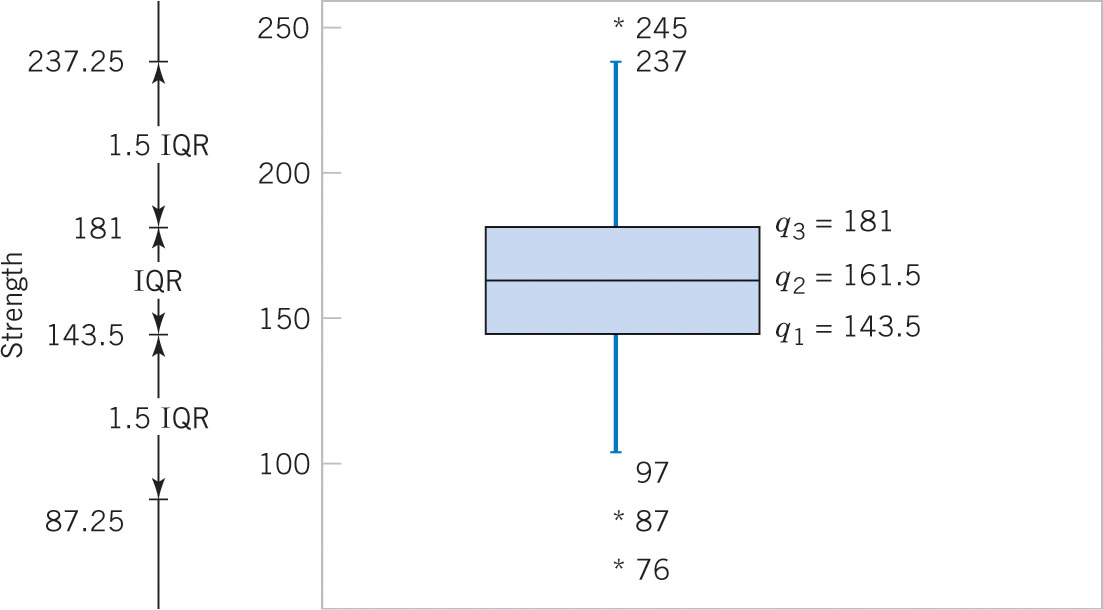 Strength
237.25
1.5 IQR
181
IQR
143.5
1.5 IQR
87.25
250
200
150
100
* 245
237
q3 = 181
q2 = 161.5
q1 = 143.5
97
* 87
* 76